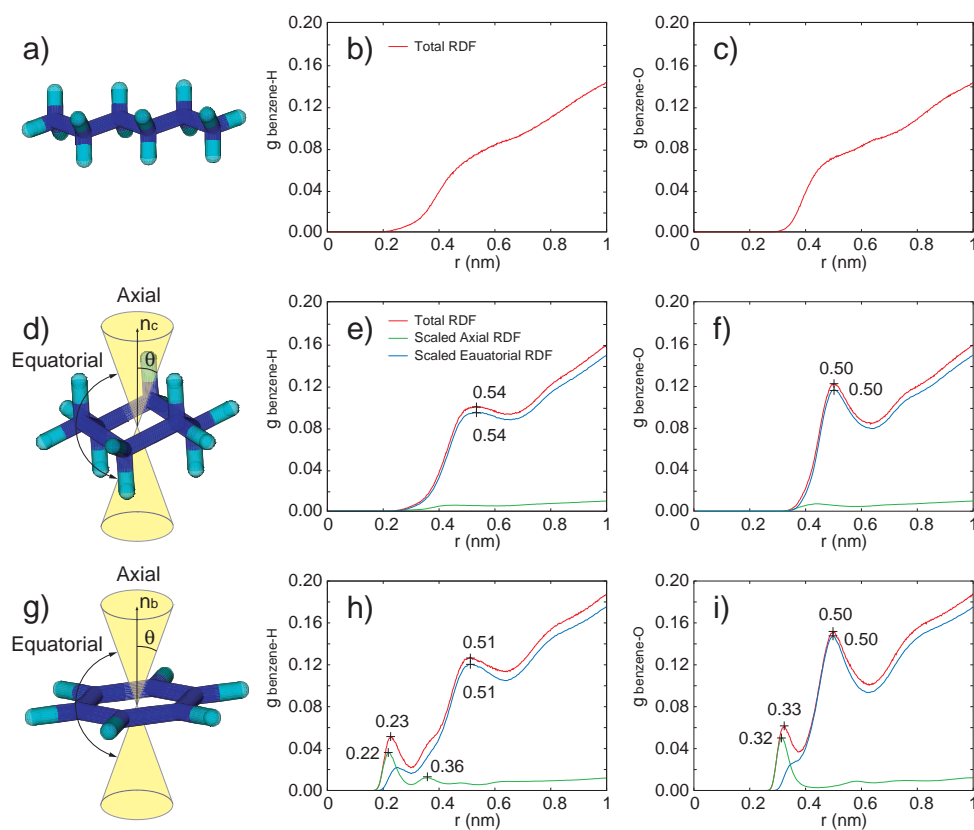 a)
b)
c)
Total RDF
g benzene-H
0.20
0.16
0.12
0.08
0.04
0.00
0
0.2
0.4
0.6
0.8
1
r (nm)
g benzene-O
0.20
0.16
0.12
0.08
0.04
0.00
0
0.2
0.4
0.6
0.8
1
r (nm)
d)
Axial
nc
Equatorial
θ
e)
Total RDF
Scaled Axial RDF
Scaled Eauatorial RDF
0.54
0.54
g benzene-H
0.20
0.16
0.12
0.08
0.04
0.00
0
0.2
0.4
0.6
0.8
1
r (nm)
f)
0.50
0.50
g benzene-O
0.20
0.16
0.12
0.08
0.04
0.00
0
0.2
0.4
0.6
0.8
1
r (nm)
g)
Axial
nb
Equatorial
θ
h)
0.51
0.51
0.23
0.22
0.36
g benzene-H
0.20
0.16
0.12
0.08
0.04
0.00
0
0.2
0.4
0.6
0.8
1
r (nm)
i)
0.50
0.50
0.33
0.32
g benzene-O
0.20
0.16
0.12
0.08
0.04
0.00
0
0.2
0.4
0.6
0.8
1
r (nm)